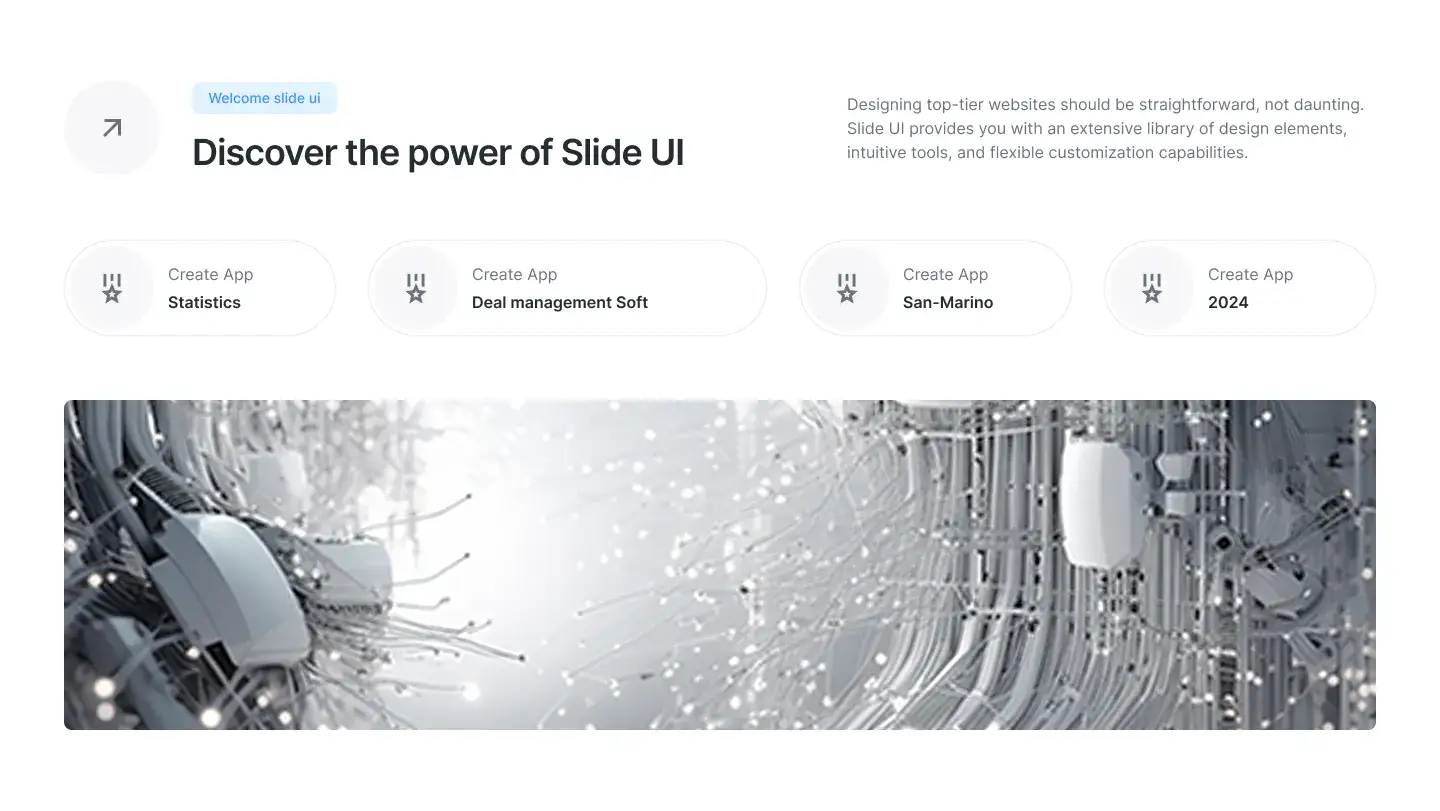 Welcome slide ui
Discover the power of Slide UI
Designing top-tier websites should be straightforward, not daunting.
Slide UI provides you with an extensive library of design elements,
intuitive tools, and flexible customization capabilities.
Create App
Statistics
Create App
Deal management Soft
Create App
San-Marino
Create App
2024